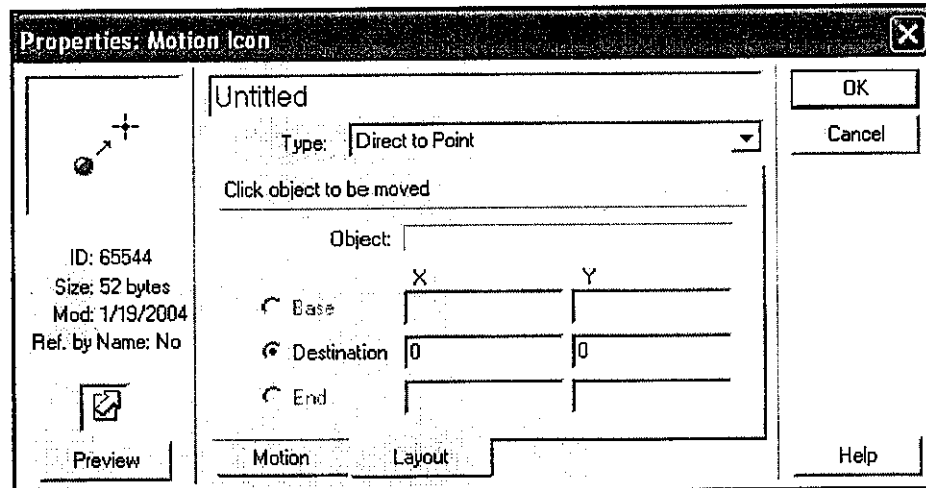 Properties: Motion Icon
Untitled
Type: Direct to Point
Click object to be moved
Object:
X Y
Base
Destination 0 0
End
Motion Layout
ID: 65544
Size: 52 bytes
Mod: 1/19/2004
Ref. by Name: No
Preview
OK
Cancel
Help